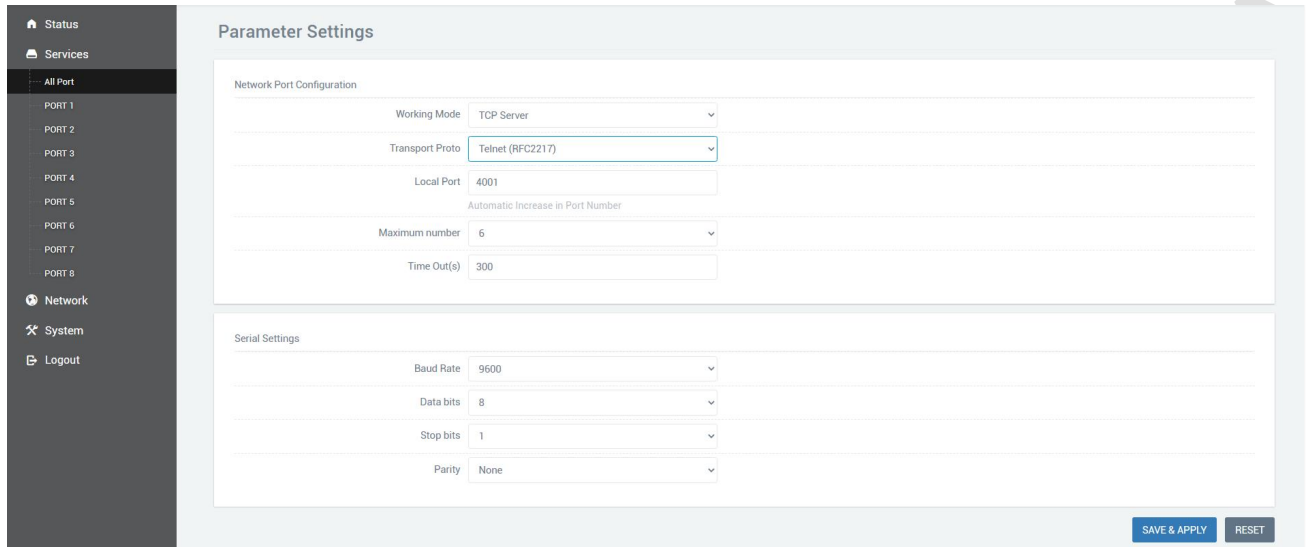 Status
Services
All Port
PORT 1
PORT 2
PORT 3
PORT 4
PORT 5
PORT 6
PORT 7
PORT 8
Network
System
Logout
Parameter Settings
Network Port Configuration
Working Mode TCP Server
Transport Proto Telnet (RFC2217)
Local Port 4001
Automatic Increase in Port Number
Maximum number 6
Time Out(s) 300
Serial Settings
Baud Rate 9600
Data bits 8
Stop bits 1
Parity None
SAVE & APPLY RESET